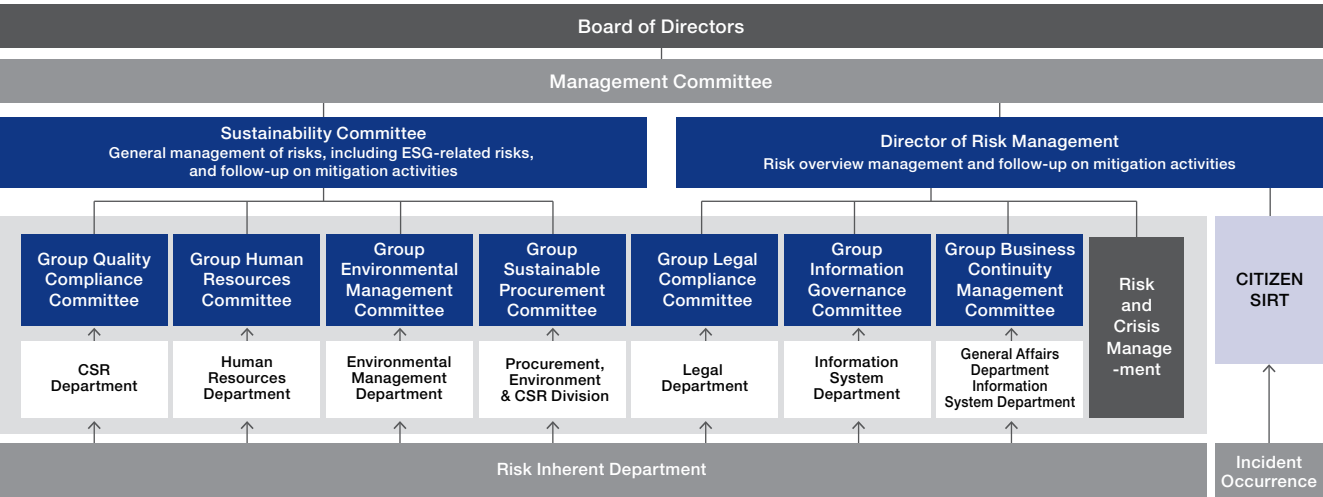 Board of Directors
Management Committee
Sustainability Committee
General management of risks, including ESG-related risks,
and follow-up on mitigation activities
Director of Risk Management
Risk overview management and follow-up on mitigation activities
Group Quality
Compliance
Committee
Group Human
Resources
Committee
Group
Environmental
Management
Committee
Group
Sustainable
Procurement
Committee
Group Legal
Compliance
Committee
Group
Information
Governance
Committee
Group Business
Continuity
Management
Committee
Risk
and
Crisis
Manage
-ment
CITIZEN
SIRT
CSR
Department
Human
Resources
Department
Environmental
Management
Department
Procurement,
Environment
& CSR Division
Legal
Department
Information
System
Department
General Affairs
Department
Information
System Department
Risk Inherent Department
Incident
Occurrence